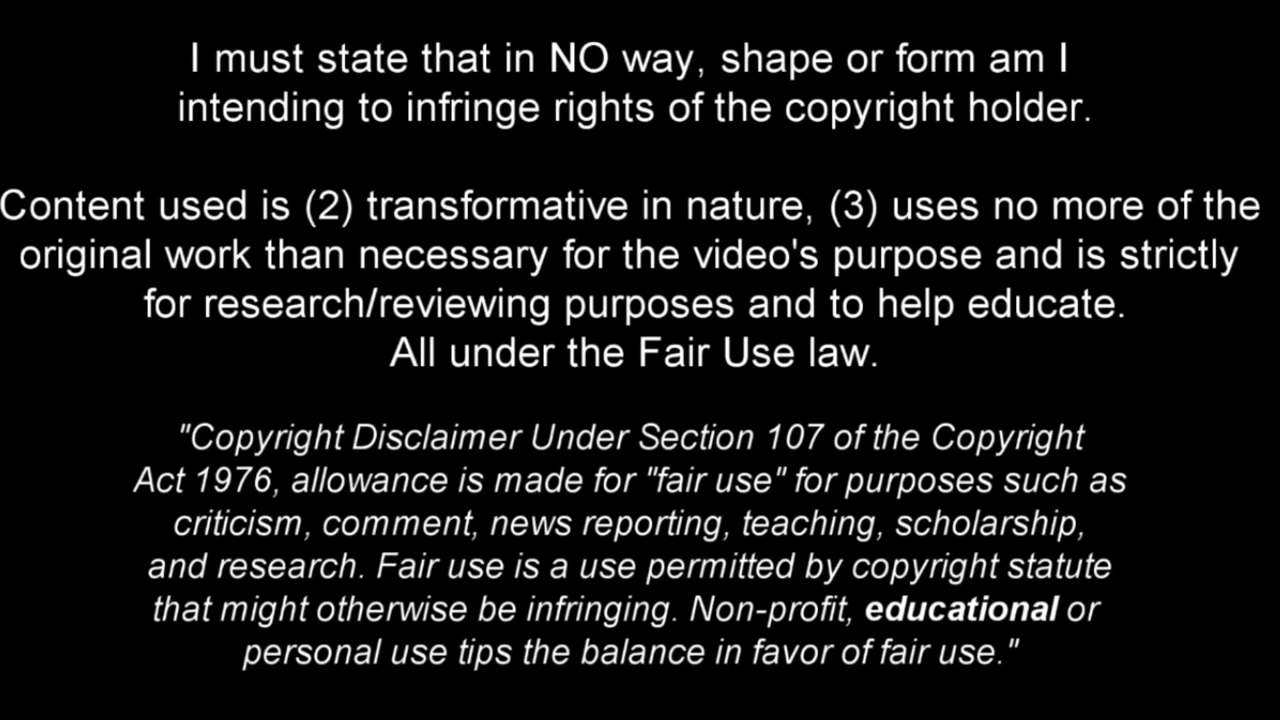 I must state that in NO way, shape or form am I
intending to infringe rights of the copyright holder.
Content used is (2) transformative in nature, (3) uses no more of the
original work than necessary for the video's purpose and is strictly
for research/reviewing purposes and to help educate.
All under the Fair Use law.
"Copyright Disclaimer Under Section 107 of the Copyright
Act 1976, allowance is made for "fair use" for purposes such as
criticism, comment, news reporting, teaching, scholarship,
and research. Fair use is a use permitted by copyright statute
that might otherwise be infringing. Non-profit, educational or
personal use tips the balance in favor of fair use."